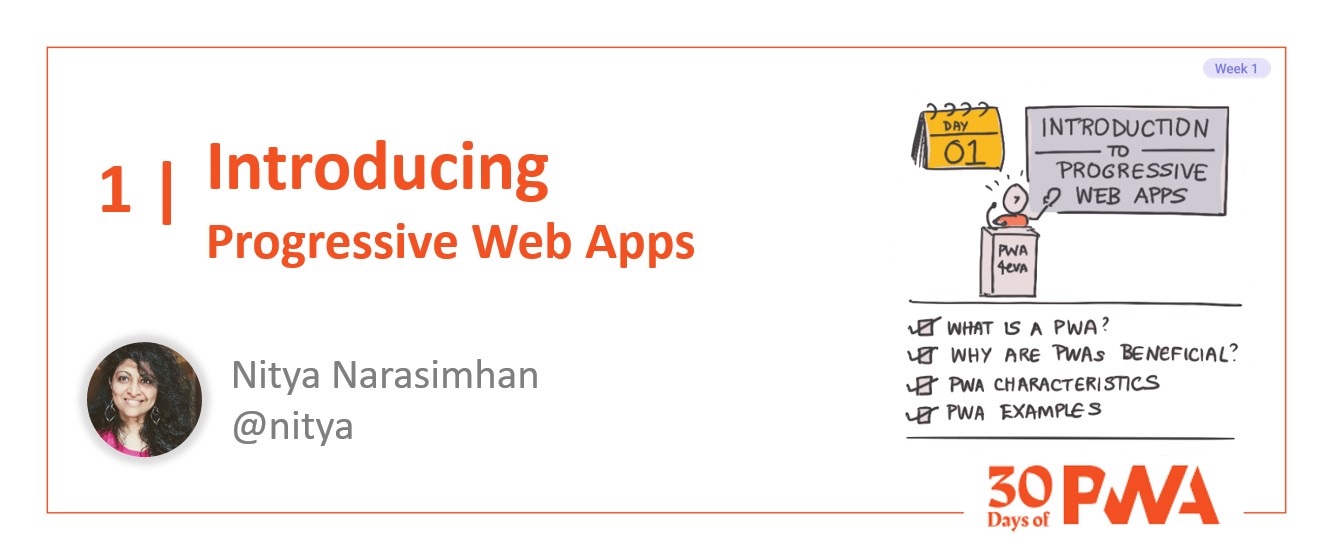 Week 1
1 | Introducing
Progressive Web Apps
Nitya Narasimhan
@nitya
DAY
01
INTRODUCTION
TO
PROGRESSIVE
WEB APPS
PWA
4eva
WHAT IS A PWA?
WHY ARE PWAs BENEFICIAL?
PWA CHARACTERISTICS
PWA EXAMPLES
30
Days of
PWA